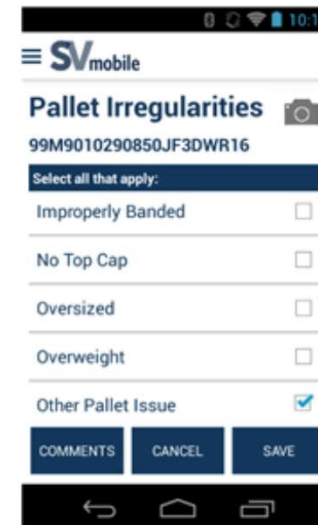 10:1
SVmobile
Pallet Irregularities
99M9010290850JF3DWR16
Select all that apply:
Improperly Banded
No Top Cap
Oversized
Overweight
Other Pallet Issue
COMMENTS CANCEL SAVE